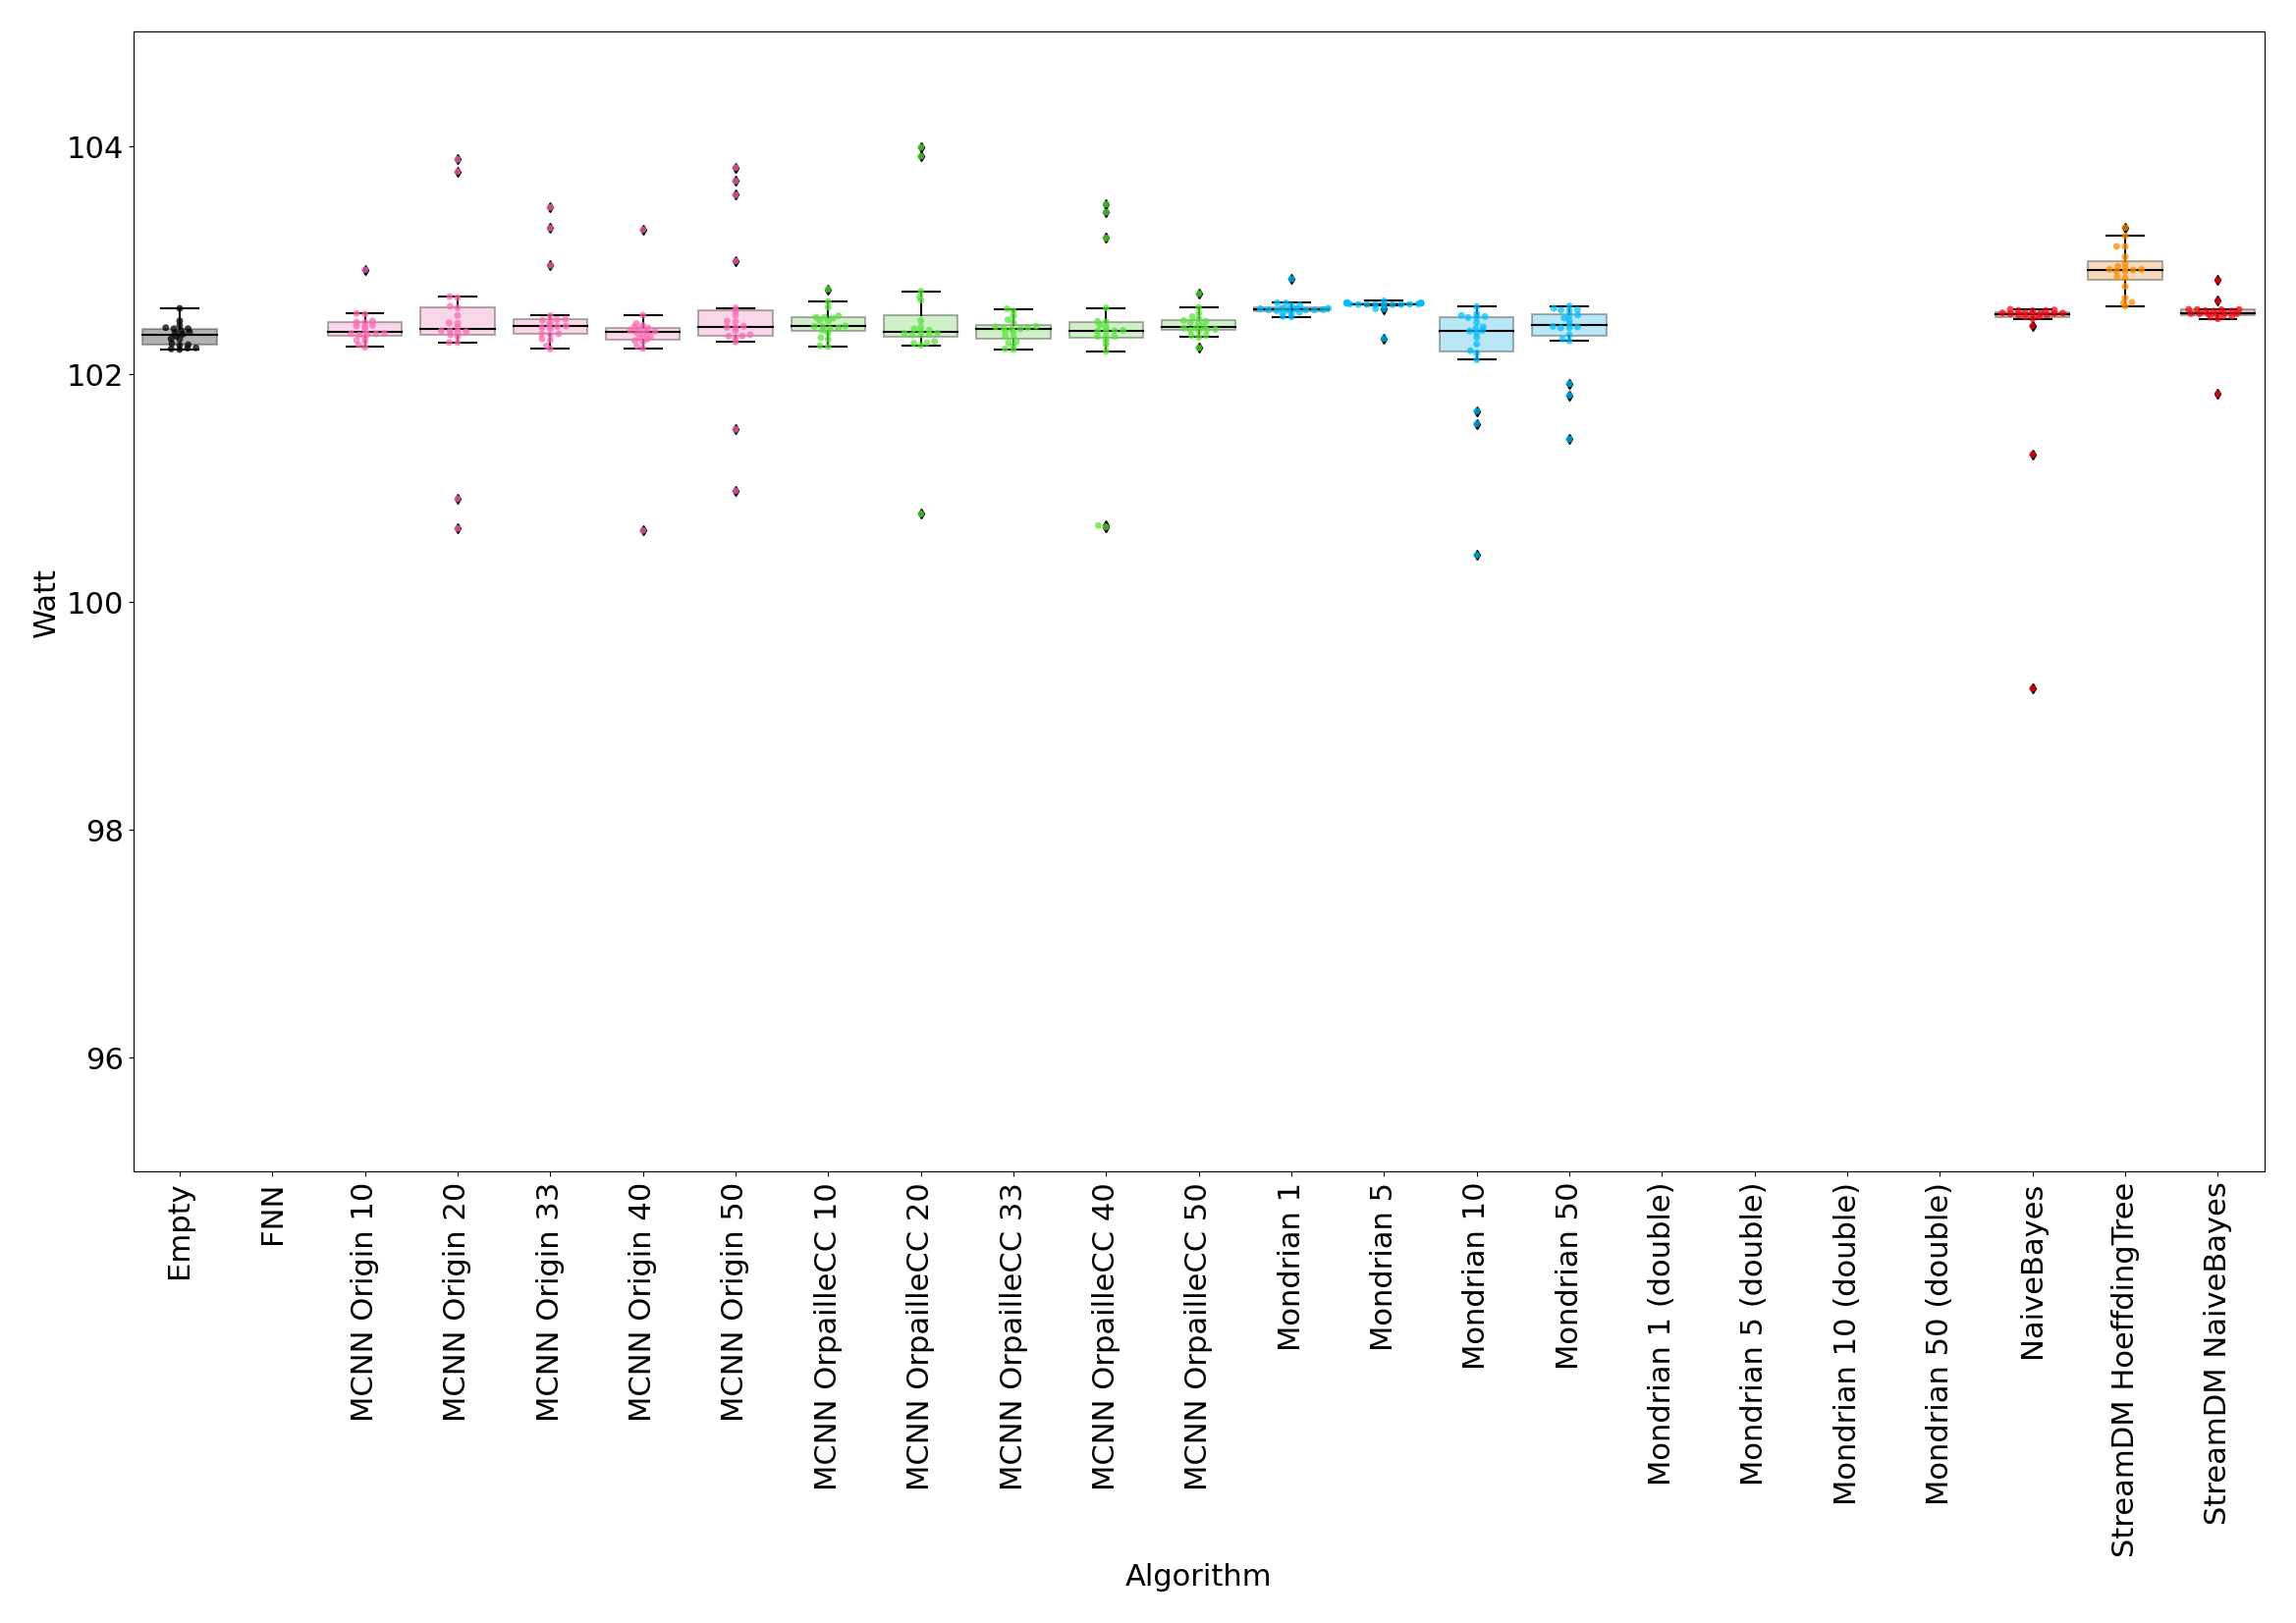 104
102
100
98
96
Watt
Empty
FNN
MCNN Origin 10
MCNN Origin 20
MCNN Origin 33
MCNN Origin 40
MCNN Origin 50
MCNN OrpailleCC 10
MCNN OrpailleCC 20
MCNN OrpailleCC 33
MCNN OrpailleCC 40
MCNN OrpailleCC 50
Mondrian 1
Mondrian 5
Mondrian 10
Mondrian 50
Mondrian 1 (double)
Mondrian 5 (double)
Mondrian 10 (double)
Mondrian 50 (double)
NaiveBayes
StreamDM HoeffdingTree
StreamDM NaiveBayes
Algorithm